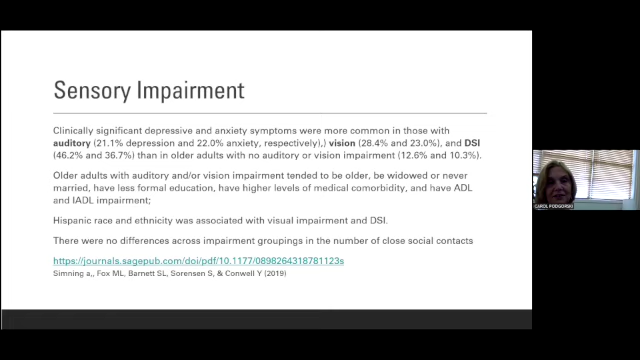 Sensory Impairment
Clinically significant depressive and anxiety symptoms were more common in those with
auditory (21.1% depression and 22.0% anxiety, respectively),) vision (28.4% and 23.0%), and DSI
(46.2% and 36.7%) than in older adults with no auditory or vision impairment (12.6% and 10.3%).
Older adults with auditory and/or vision impairment tended to be older, be widowed or never
married, have less formal education, have higher levels of medical comorbidity, and have ADL
and IADL impairment;
Hispanic race and ethnicity was associated with visual impairment and DSI.
There were no differences across impairment groupings in the number of close social contacts
https://journals.sagepub.com/doi/pdf/10.1177/0898264318781123s
Simning a,, Fox ML, Barnett SL, Sorensen S, & Conwell Y (2019)
CAROL PODGORSKI